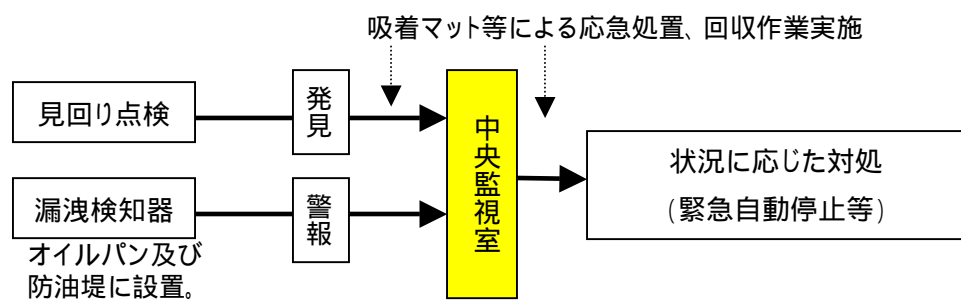 吸着マット等による応急処置、回収作業実施
見回り点検
発見
中央監視室
状況に応じた対処
(緊急自動停止等)
漏洩検知器
警報
オイルパン及び
防油堤に設置。